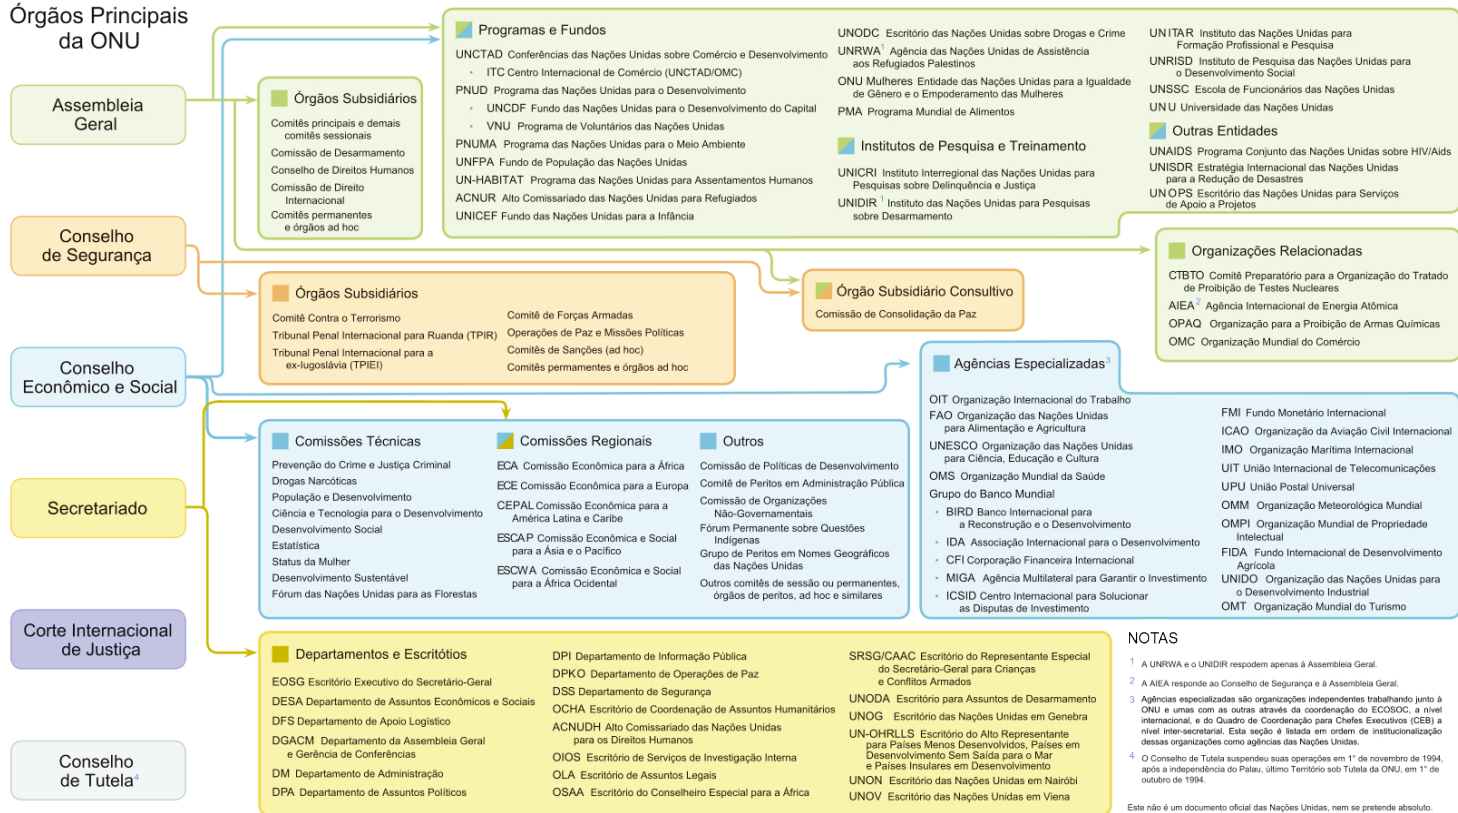 Órgãos Principais
da ONU
Assembleia
Geral
Conselho
de Segurança
Conselho
Econômico e Social
Secretariado
Corte Internacional
de Justiça
Conselho
de Tutela4
Órgãos Subsidiários
Comitês principais e demais
comitês sessionais
Comissão de Desarmamento
Conselho de Direitos Humanos
Comissão de Direito
Internacional
Comitês permanentes
e órgãos ad hoc
Programas e Fundos
UNCTAD Conferências das Nações Unidas sobre Comércio e Desenvolvimento
• ITC Centro Internacional de Comércio (UNCTAD/OMC)
PNUD Programa das Nações Unidas para o Desenvolvimento
• UNCDF Fundo das Nações Unidas para o Desenvolvimento do Capital
• VNU Programa de Voluntários das Nações Unidas
PNUMA Programa das Nações Unidas para o Meio Ambiente
UNFPA Fundo de População das Nações Unidas
UN-HABITAT Programa das Nações Unidas para Assentamentos Humanos
ACNUR Alto Comissariado das Nações Unidas para Refugiados
UNICEF Fundo das Nações Unidas para a Infância
UNODC Escritório das Nações Unidas sobre Drogas e Crime
UNRWA1 Agência das Nações Unidas de Assistência
aos Refugiados Palestinos
ONU Mulheres Entidade das Nações Unidas para a Igualdade
de Gênero e o Empoderamento das Mulheres
PMA Programa Mundial de Alimentos
Institutos de Pesquisa e Treinamento
UNICRI Instituto Interregional das Nações Unidas para
Pesquisas sobre Delinquência e Justiça
UNIDIR1 Instituto das Nações Unidas para Pesquisas
sobre Desarmamento
UNITAR Instituto das Nações Unidas para
Formação Profissional e Pesquisa
UNRISD Instituto de Pesquisa das Nações Unidas para
o Desenvolvimento Social
UNSSC Escola de Funcionários das Nações Unidas
UNU Universidade das Nações Unidas
Outras Entidades
UNAIDS Programa Conjunto das Nações Unidas sobre HIV/Aids
UNISDR Estratégia Internacional das Nações Unidas
para a Redução de Desastres
UNOPS Escritório das Nações Unidas para Serviços
de Apoio a Projetos
Órgãos Subsidiários
Comitê Contra o Terrorismo
Tribunal Penal Internacional para Ruanda (TPIR)
Tribunal Penal Internacional para a
ex-Iugoslávia (TPIEI)
Comitê de Forças Armadas
Operações de Paz e Missões Políticas
Comitês de Sanções (ad hoc)
Comitês permamentes e órgãos ad hoc
Órgão Subsidiário Consultivo
Comissão de Consolidação da Paz
Organizações Relacionadas
CTBTO Comitê Preparatório para a Organização do Tratado
de Proibição de Testes Nucleares
AIEA2 Agência Internacional de Energia Atômica
OPAQ Organização para a Proibição de Armas Químicas
OMC Organização Mundial do Comércio
Comissões Técnicas
Prevenção do Crime e Justiça Criminal
Drogas Narcóticas
População e Desenvolvimento
Ciência e Tecnologia para o Desenvolvimento
Desenvolvimento Social
Estatística
Status da Mulher
Desenvolvimento Sustentável
Fórum das Nações Unidas para as Florestas
Comissões Regionais
ECA Comissão Econômica para a África
ECE Comissão Econômica para a Europa
CEPAL Comissão Econômica para a
América Latina e Caribe
ESCAP Comissão Econômica e Social
para a Ásia e o Pacífico
ESCWA Comissão Econômica e Social
para a África Ocidental
Outros
Comissão de Políticas de Desenvolvimento
Comitê de Peritos em Administração Pública
Comissão de Organizações
Não-Governamentais
Fórum Permanente sobre Questões
Indígenas
Grupo de Peritos em Nomes Geográficos
das Nações Unidas
Outros comitês de sessão ou permanentes,
órgãos de peritos, ad hoc e similares
Agências Especializadas3
OIT Organização Internacional do Trabalho
FAO Organização das Nações Unidas
para Alimentação e Agricultura
UNESCO Organização das Nações Unidas
para Ciência, Educação e Cultura
OMS Organização Mundial da Saúde
Grupo do Banco Mundial
• BIRD Banco Internacional para
a Reconstrução e o Desenvolvimento
• IDA Associação Internacional para o Desenvolvimento
• CFI Corporação Financeira Internacional
• MIGA Agência Multilateral para Garantir o Investimento
• ICSID Centro Internacional para Solucionar
as Disputas de Investimento
FMI Fundo Monetário Internacional
ICAO Organização da Aviação Civil Internacional
IMO Organização Marítima Internacional
UIT União Internacional de Telecomunicações
UPU União Postal Universal
OMM Organização Meteorológica Mundial
OMPI Organização Mundial de Propriedade
Intelectual
FIDA Fundo Internacional de Desenvolvimento
Agrícola
UNIDO Organização das Nações Unidas para
o Desenvolvimento Industrial
OMT Organização Mundial do Turismo
Departamentos e Escritótios
EOSG Escritório Executivo do Secretário-Geral
DESA Departamento de Assuntos Econômicos e Sociais
DFS Departamento de Apoio Logístico
DGACM Departamento da Assembleia Geral
e Gerência de Conferências
DM Departamento de Administração
DPA Departamento de Assuntos Políticos
DPI Departamento de Informação Pública
DPKO Departamento de Operações de Paz
DSS Departamento de Segurança
OCHA Escritório de Coordenação de Assuntos Humanitários
ACNUDH Alto Comissariado das Nações Unidas
para os Direitos Humanos
OIOS Escritório de Serviços de Investigação Interna
OLA Escritório de Assuntos Legais
OSAA Escritório do Conselheiro Especial para a África
SRSG/CAAC Escritório do Representante Especial
do Secretário-Geral para Crianças
e Conflitos Armados
UNODA Escritório para Assuntos de Desarmamento
UNOG Escritório das Nações Unidas em Genebra
UN-OHRLLS Escritório do Alto Representante
para Países Menos Desenvolvidos, Países em
Desenvolvimento Sem Saída para o Mar
e Países Insulares em Desenvolvimento
UNON Escritório das Nações Unidas em Nairóbi
UNOV Escritório das Nações Unidas em Viena
NOTAS
1 A UNRWA e o UNIDIR respodem apenas à Assembleia Geral.
2 A AIEA responde ao Conselho de Segurança e à Assembleia Geral.
3 Agências especializadas são organizações independentes trabalhando junto à
ONU e umas com as outras através da coordenação do ECOSOC, a nível
internacional, e do Quadro de Coordenação para Chefes Executivos (CEB) a
nível inter-secretarial. Esta seção é listada em ordem de institucionalização
dessas organizações como agências das Nações Unidas.
4 O Conselho de Tutela suspendeu suas operações em 1° de novembro de 1994,
após a independência do Palau, último Território sob Tutela da ONU, em 1° de
outubro de 1994.
Este não é um documento oficial das Nações Unidas, nem se pretende absoluto.